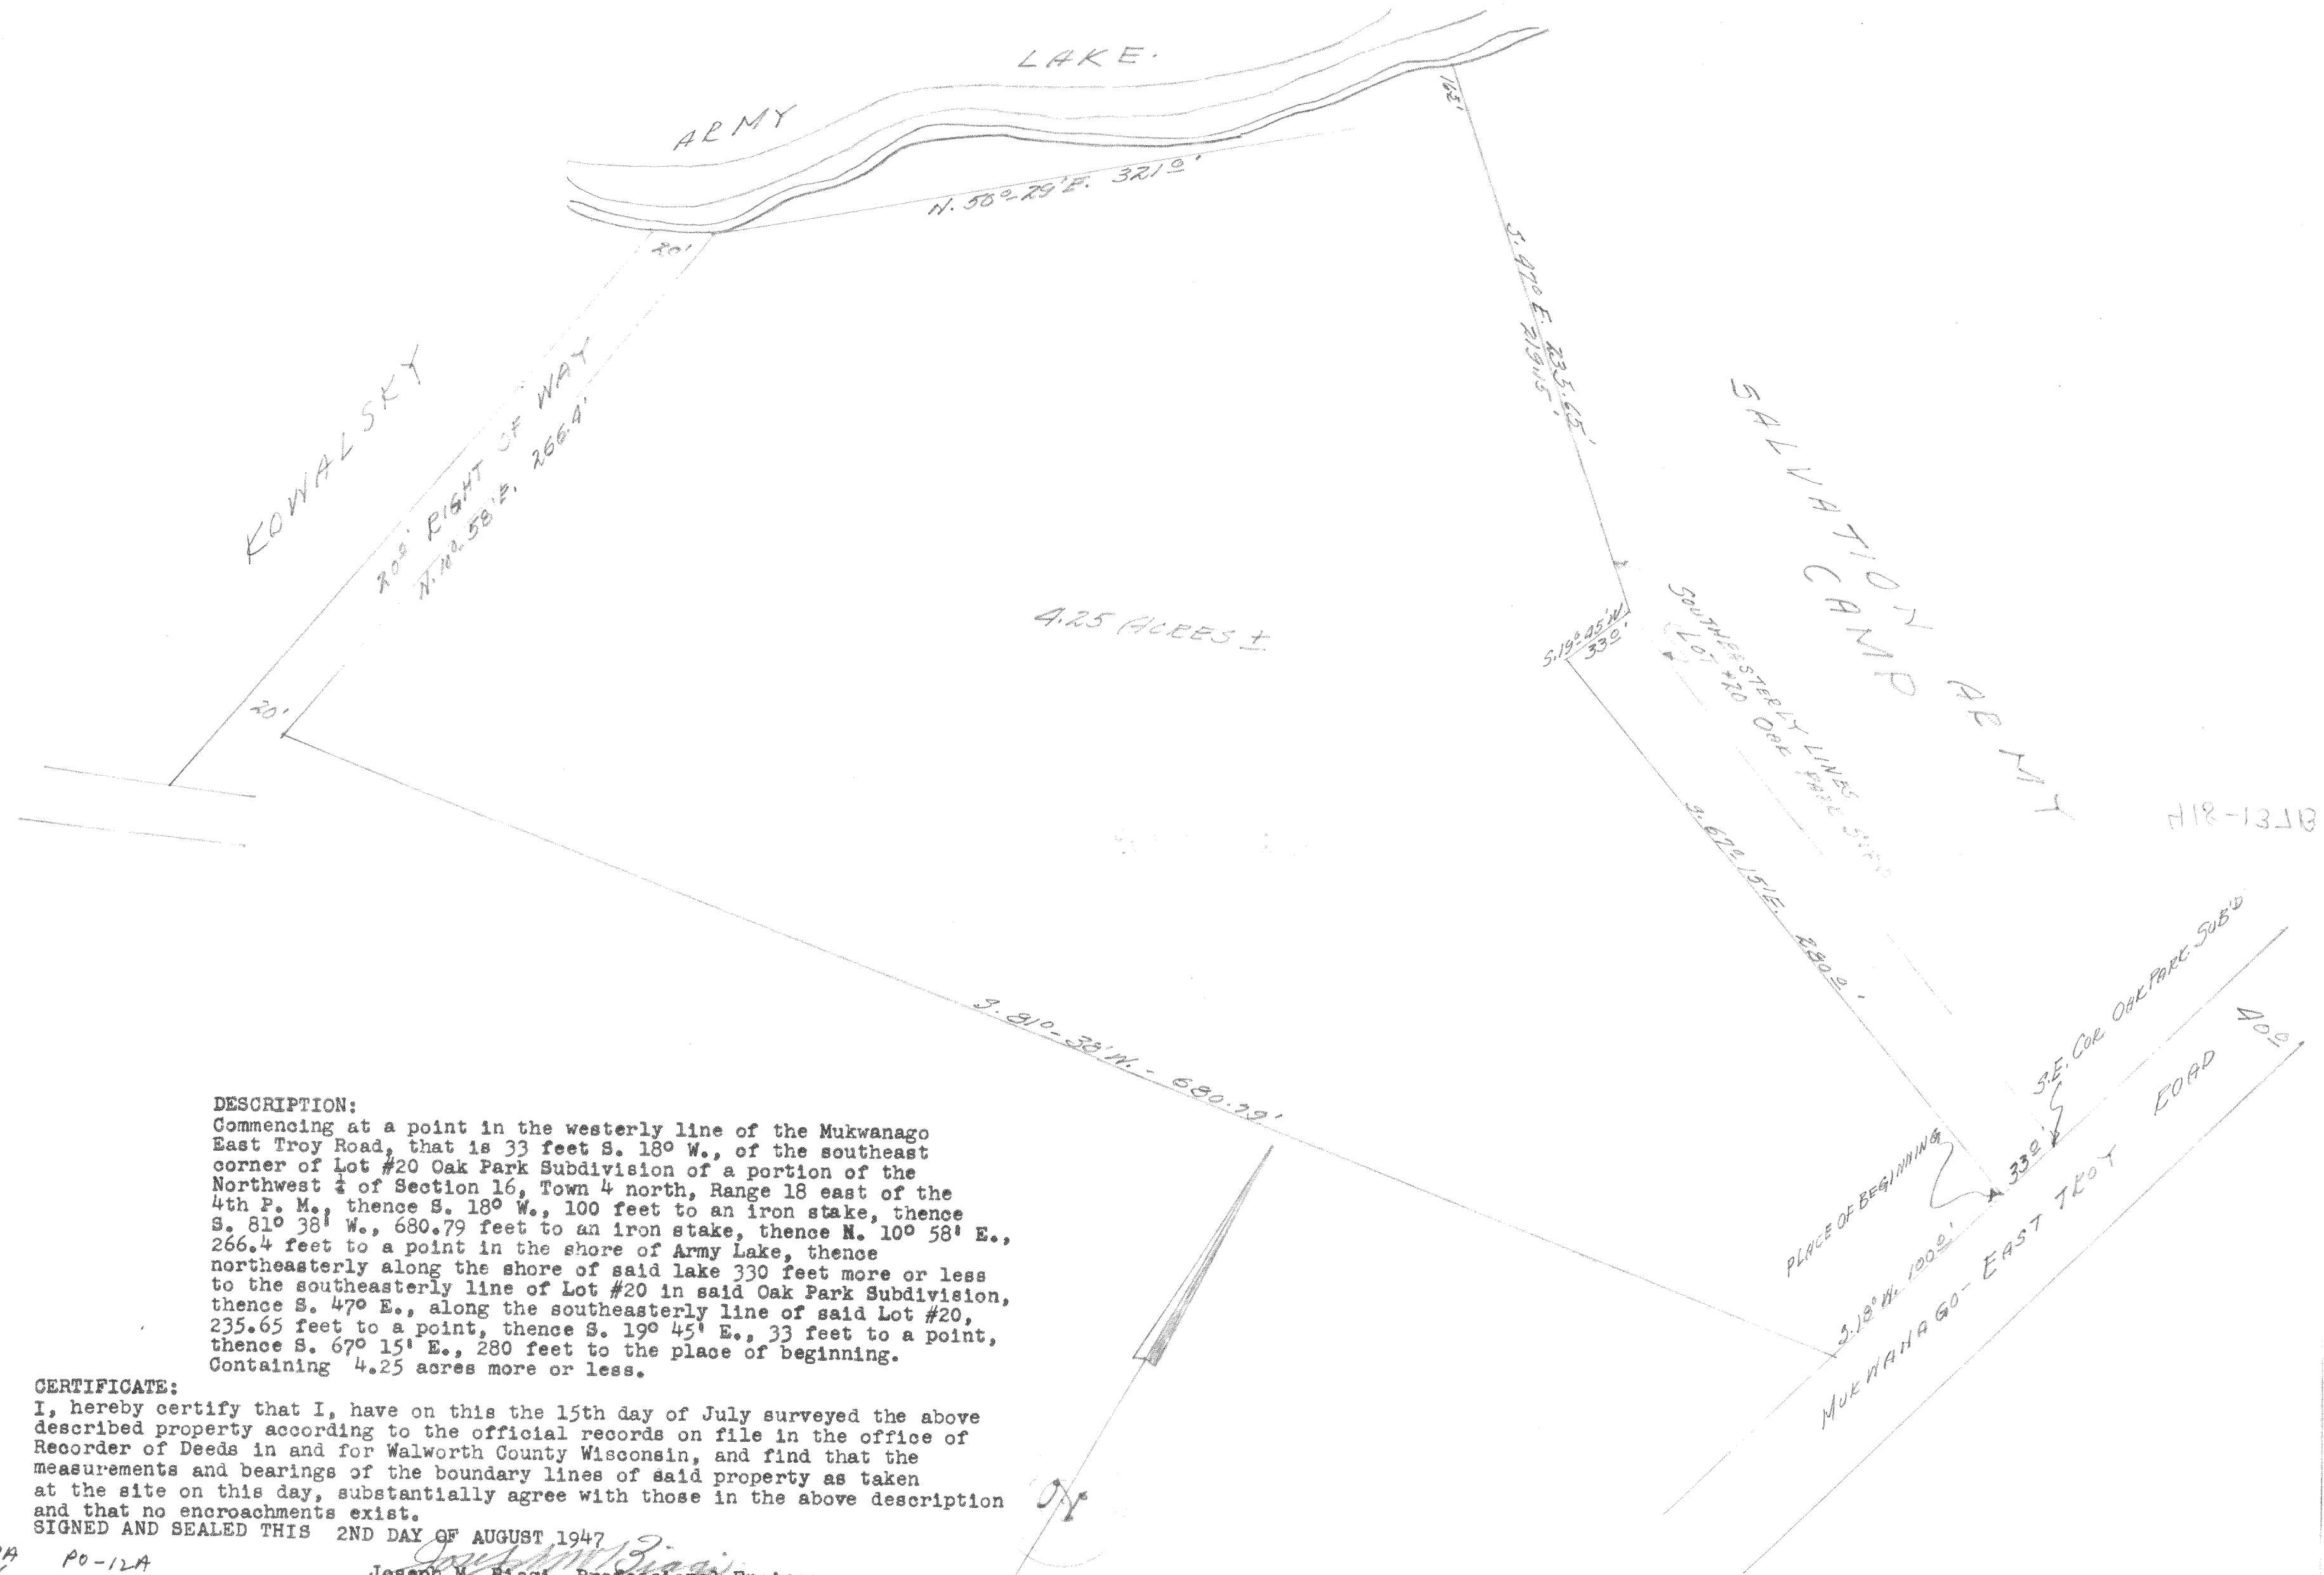 LAKE.
ARMY
163'
N. 50°-29' E. 321.0'
20'
S. 47° E. 235.65'
219.15'
KOWALSKY
20.0' RIGHT OF WAY
N. 10°-58' E. 266.4'
SALVATION ARMY
CAMP
4.25 ACRES ±
S. 19°-45' W.
33.0'
SOUTHEASTERLY LINES
LOT #20 OAK PARK SUB'D
20'
S. 67°-15' E. 280.0'
S. 81°-38' W. - 680.79'
S.E. COR OAK PARK SUB'D
40.0
PLACE OF BEGINNING
33.0'
S. 18° W. 100.0'
MUKWANAGO - EAST TROY ROAD
DESCRIPTION:
Commencing at a point in the westerly line of the Mukwanago
East Troy Road, that is 33 feet S. 18° W., of the southeast
corner of Lot #20 Oak Park Subdivision of a portion of the
Northwest ¼ of Section 16, Town 4 north, Range 18 east of the
4th P. M., thence S. 18° W., 100 feet to an iron stake, thence
S. 81° 38' W., 680.79 feet to an iron stake, thence N. 10° 58' E.,
266.4 feet to a point in the shore of Army Lake, thence
northeasterly along the shore of said lake 330 feet more or less
to the southeasterly line of Lot #20 in said Oak Park Subdivision,
thence S. 47° E., along the southeasterly line of said Lot #20,
235.65 feet to a point, thence S. 19° 45' E., 33 feet to a point,
thence S. 67° 15' E., 280 feet to the place of beginning.
Containing 4.25 acres more or less.
CERTIFICATE:
I, hereby certify that I, have on this the 15th day of July surveyed the above
described property according to the official records on file in the office of
Recorder of Deeds in and for Walworth County Wisconsin, and find that the
measurements and bearings of the boundary lines of said property as taken
at the site on this day, substantially agree with those in the above description
and that no encroachments exist.
SIGNED AND SEALED THIS 2ND DAY OF AUGUST 1947
N
PO-12A
Joseph M. Biggi
Joseph M. Biggi, Professional